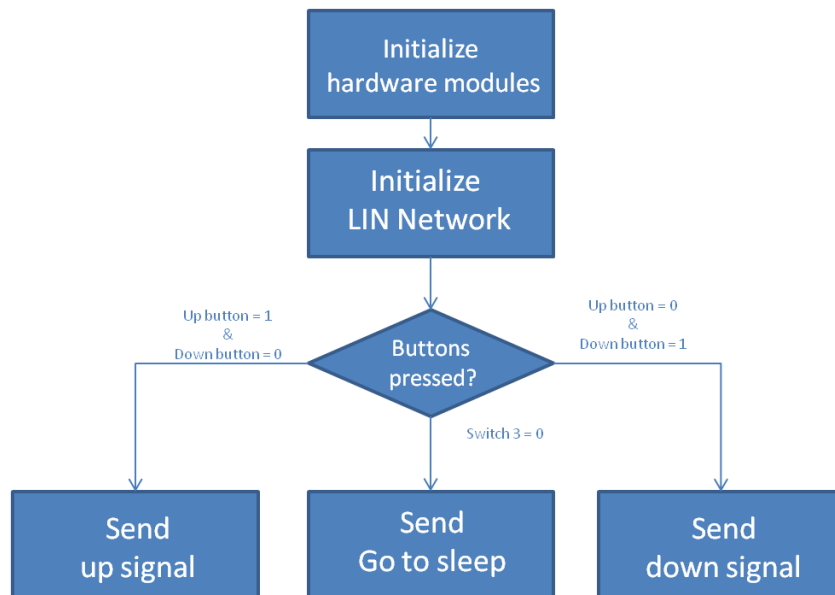 Initialize
hardware modules
Initialize
LIN Network
Up button = 1
&
Down button = 0
Buttons
pressed?
Up button = 0
&
Down button = 1
Switch 3 = 0
Send
up signal
Send
Go to sleep
Send
down signal